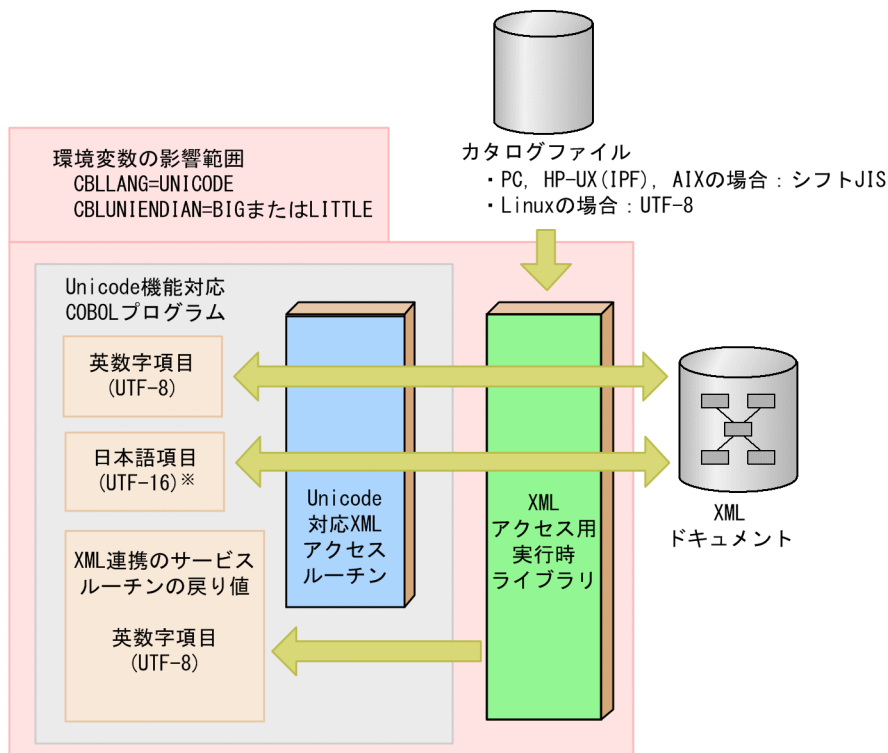 カタログファイル
・PC, HP-UX(IPF), AIXの場合：シフトJIS
・Linuxの場合：UTF-8
環境変数の影響範囲
CBLLANG=UNICODE
CBLUNIENDIAN=BIGまたはLITTLE
Unicode機能対応
COBOLプログラム
英数字項目
(UTF-8)
日本語項目
(UTF-16)※
XML連携のサービス
ルーチンの戻り値
英数字項目
(UTF-8)
Unicode
対応XML
アクセス
ルーチン
XML
アクセス用
実行時
ライブラリ
XML
ドキュメント